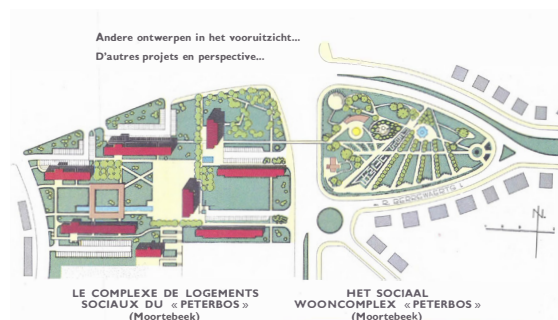 Andere ontwerpen in het vooruitzicht...
D'autres projets en perspective...
N
LE COMPLEXE DE LOGEMENTS
SOCIAUX DU « PETERBOS »
(Moortebeek)
HET SOCIAAL
WOONCOMPLEX « PETERBOS »
(Moortebeek)